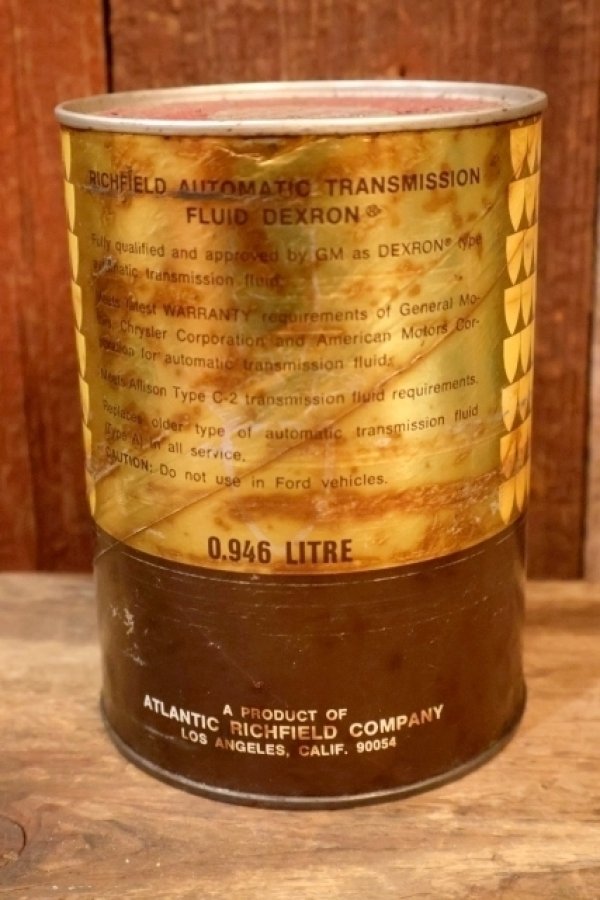 RICHFIELD AUTOMATIC TRANSMISSION
FLUID DEXRON®
Fully qualified and approved by GM as DEXRON® type
automatic transmission fluid.
Meets latest WARRANTY requirements of General Mo-
tors, Chrysler Corporation and American Motors Cor-
poration for automatic transmission fluid.
Meets Allison Type C-2 transmission fluid requirements.
Replaces older type of automatic transmission fluid
(Type A) in all service.
CAUTION: Do not use in Ford vehicles.
0.946 LITRE
A PRODUCT OF
ATLANTIC RICHFIELD COMPANY
LOS ANGELES, CALIF. 90054